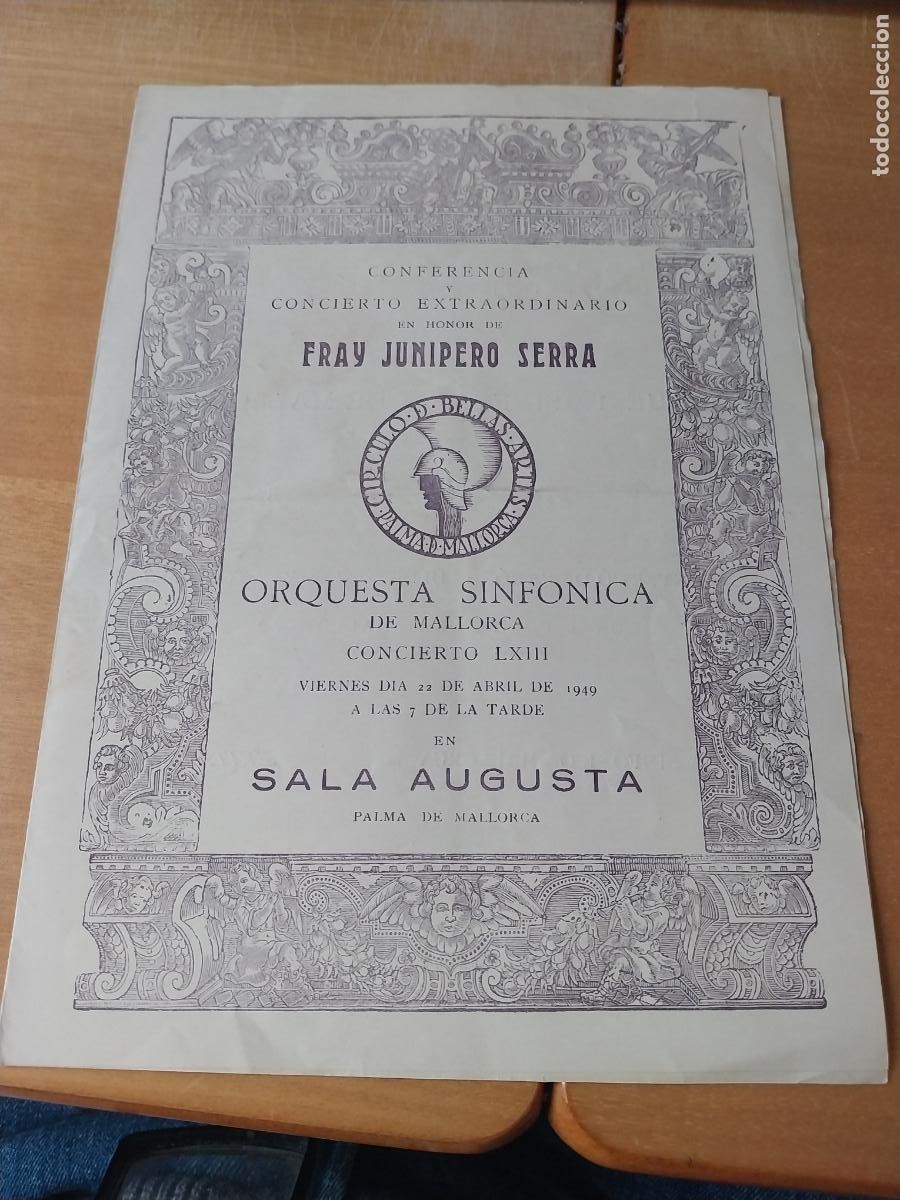 CONFERENCIA
Y
CONCIERTO EXTRAORDINARIO
EN HONOR DE
FRAY JUNIPERO SERRA
CIRCULO·D·BELLAS·ARTES·
PALMA·D·MALLORCA·
ORQUESTA SINFONICA
DE MALLORCA
CONCIERTO LXIII
VIERNES DIA 22 DE ABRIL DE 1949
A LAS 7 DE LA TARDE
EN
SALA AUGUSTA
PALMA DE MALLORCA
todocoleccion